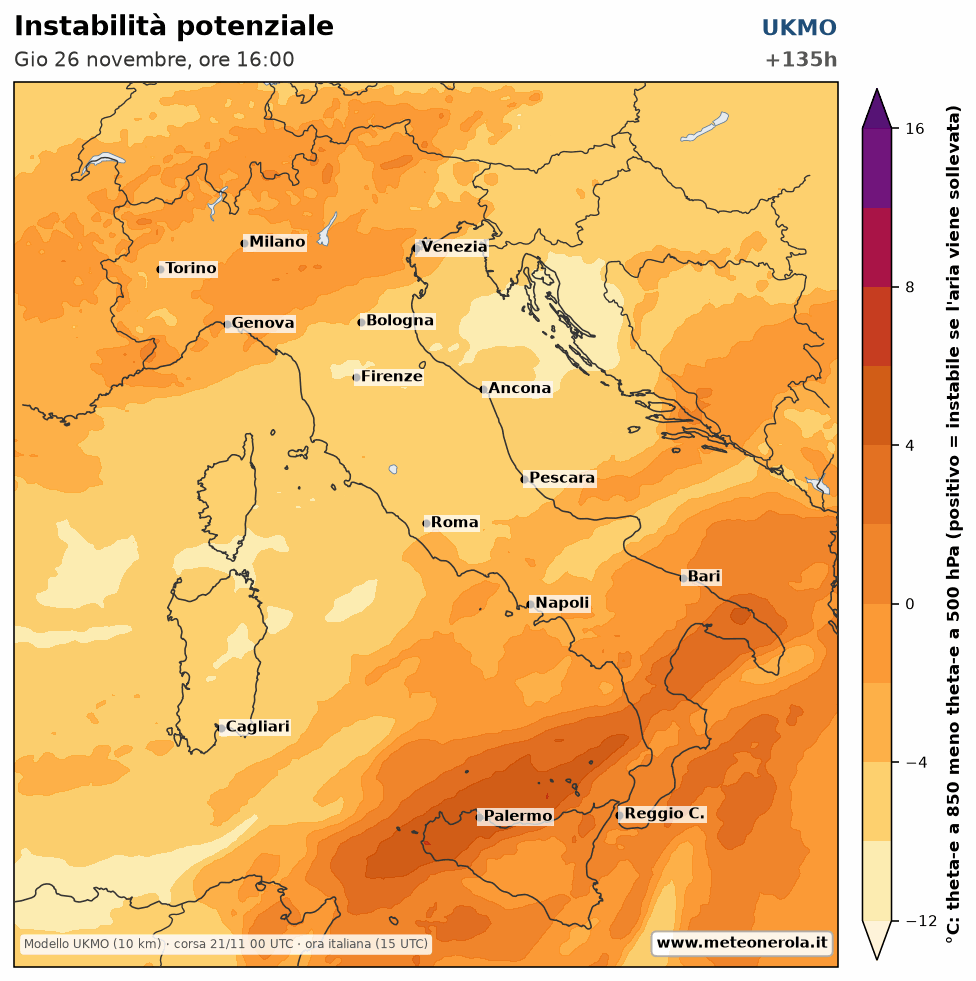 Instabilità potenziale
UKMO
Gio 26 novembre, ore 16:00
+135h
Milano
Venezia
Torino
Genova
Bologna
Firenze
Ancona
Pescara
Roma
Bari
Napoli
Cagliari
Palermo
Reggio C.
16
8
4
0
−4
−12
°C: theta-e a 850 meno theta-e a 500 hPa (positivo = instabile se l'aria viene sollevata)
Modello UKMO (10 km) · corsa 21/11 00 UTC · ora italiana (15 UTC)
www.meteonerola.it